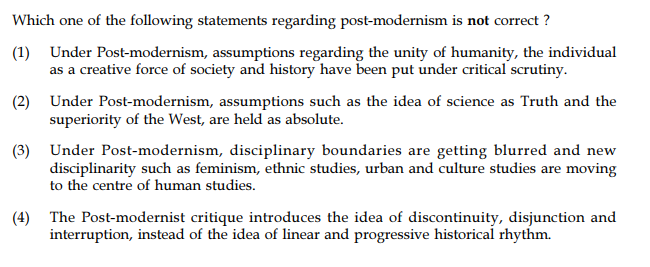 Which one of the following statements regarding post-modernism is not correct ?
(1) Under Post-modernism, assumptions regarding the unity of humanity, the individual
as a creative force of society and history have been put under critical scrutiny.
(2) Under Post-modernism, assumptions such as the idea of science as Truth and the
superiority of the West, are held as absolute.
(3) Under Post-modernism, disciplinary boundaries are getting blurred and new
disciplinarity such as feminism, ethnic studies, urban and culture studies are moving
to the centre of human studies.
(4) The Post-modernist critique introduces the idea of discontinuity, disjunction and
interruption, instead of the idea of linear and progressive historical rhythm.